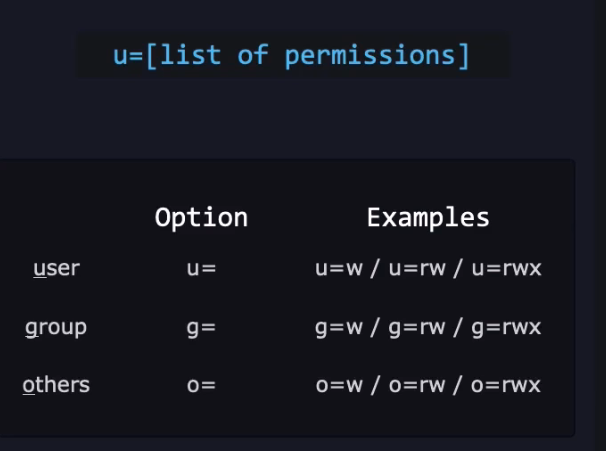 u=[list of permissions]
Option Examples
user u= u=w / u=rw / u=rwx
group g= g=w / g=rw / g=rwx
others o= o=w / o=rw / o=rwx